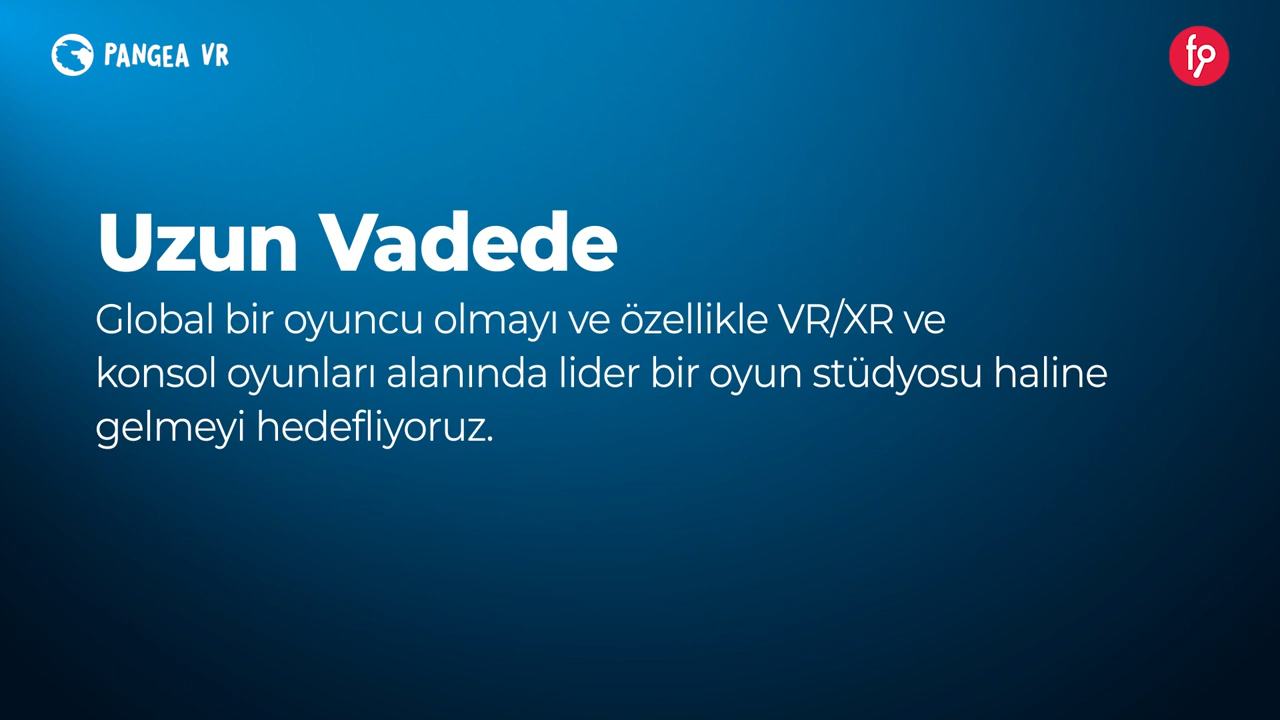 PANGEA VR
fo
Uzun Vadede
Global bir oyuncu olmayı ve özellikle VR/XR ve
konsol oyunları alanında lider bir oyun stüdyosu haline
gelmeyi hedefliyoruz.